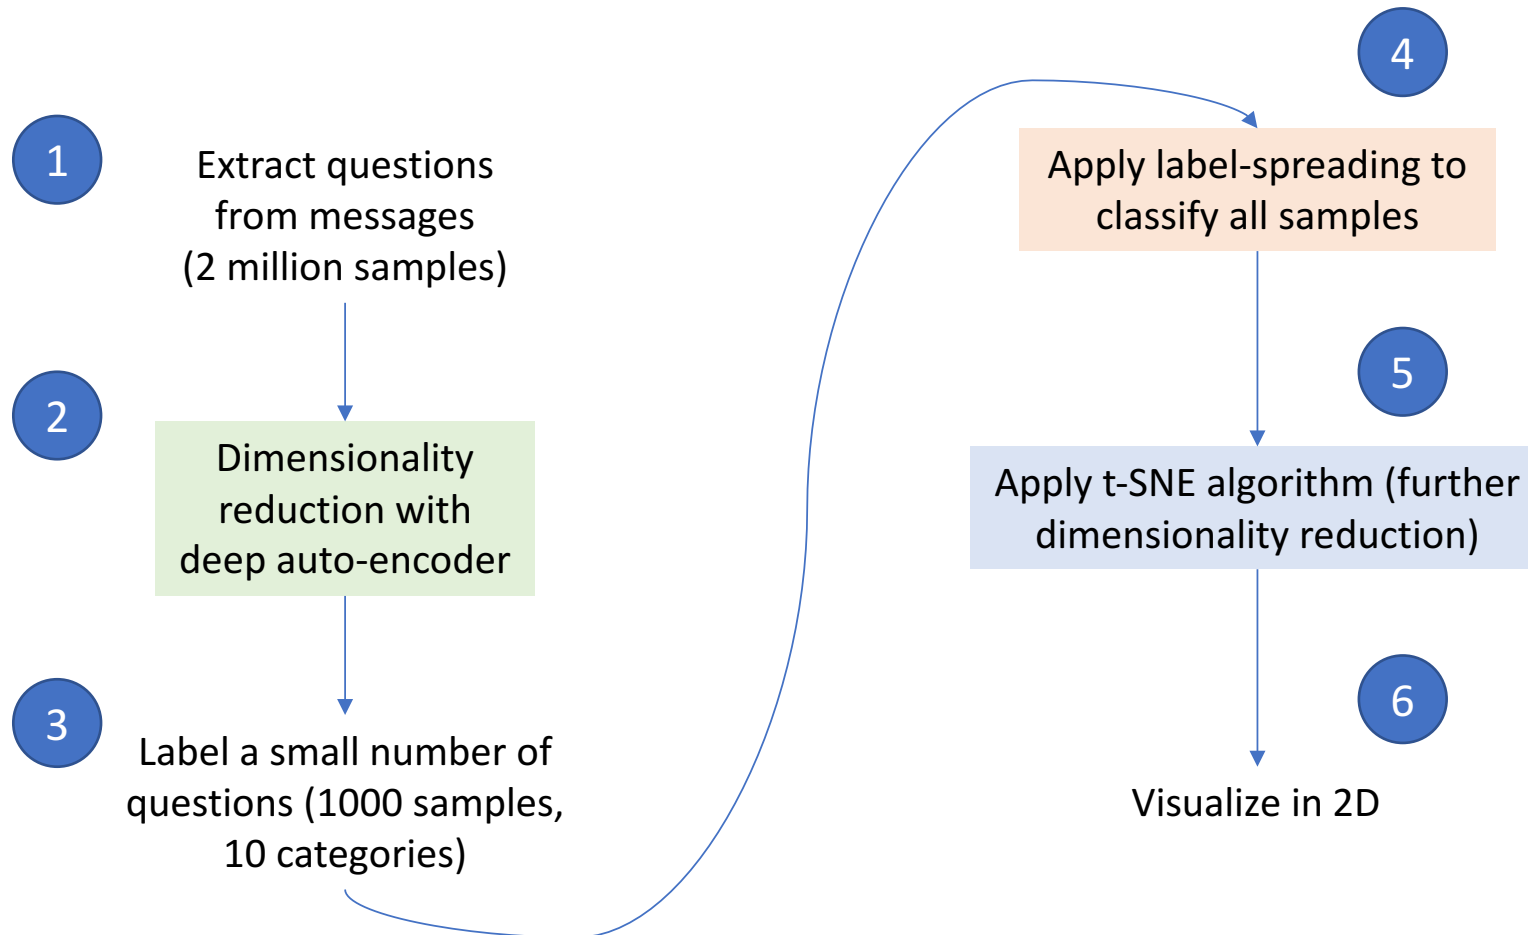 1
Extract questions
from messages
(2 million samples)
2
Dimensionality
reduction with
deep auto-encoder
3
Label a small number of
questions (1000 samples,
10 categories)
4
Apply label-spreading to
classify all samples
5
Apply t-SNE algorithm (further
dimensionality reduction)
6
Visualize in 2D